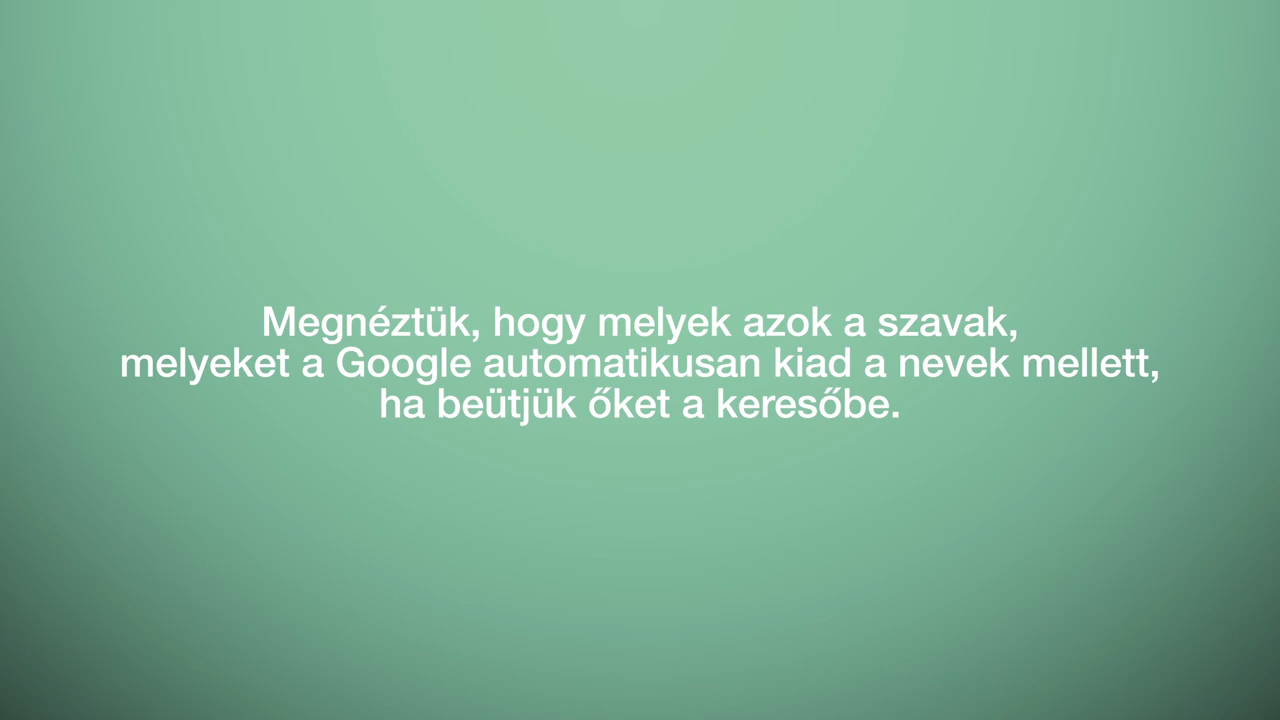 Megnéztük, hogy melyek azok a szavak,
melyeket a Google automatikusan kiad a nevek mellett,
ha beütjük őket a keresőbe.